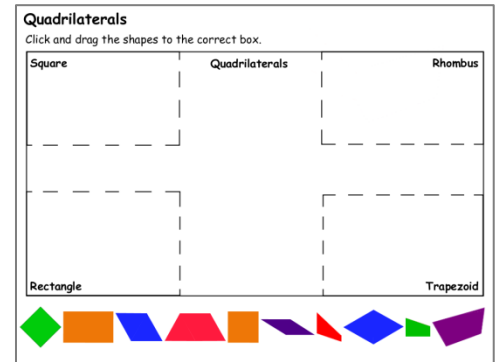 Quadrilaterals
Click and drag the shapes to the correct box.
Square
Quadrilaterals
Rhombus
Rectangle
Trapezoid